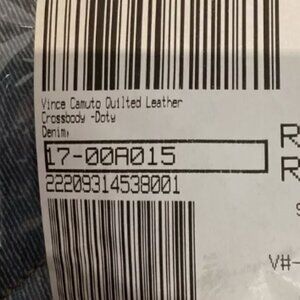 Vince Camuto Quilted Leather
Crossbody -Doty
Denim,
17-00A015
22209314538001
R
R
V#-